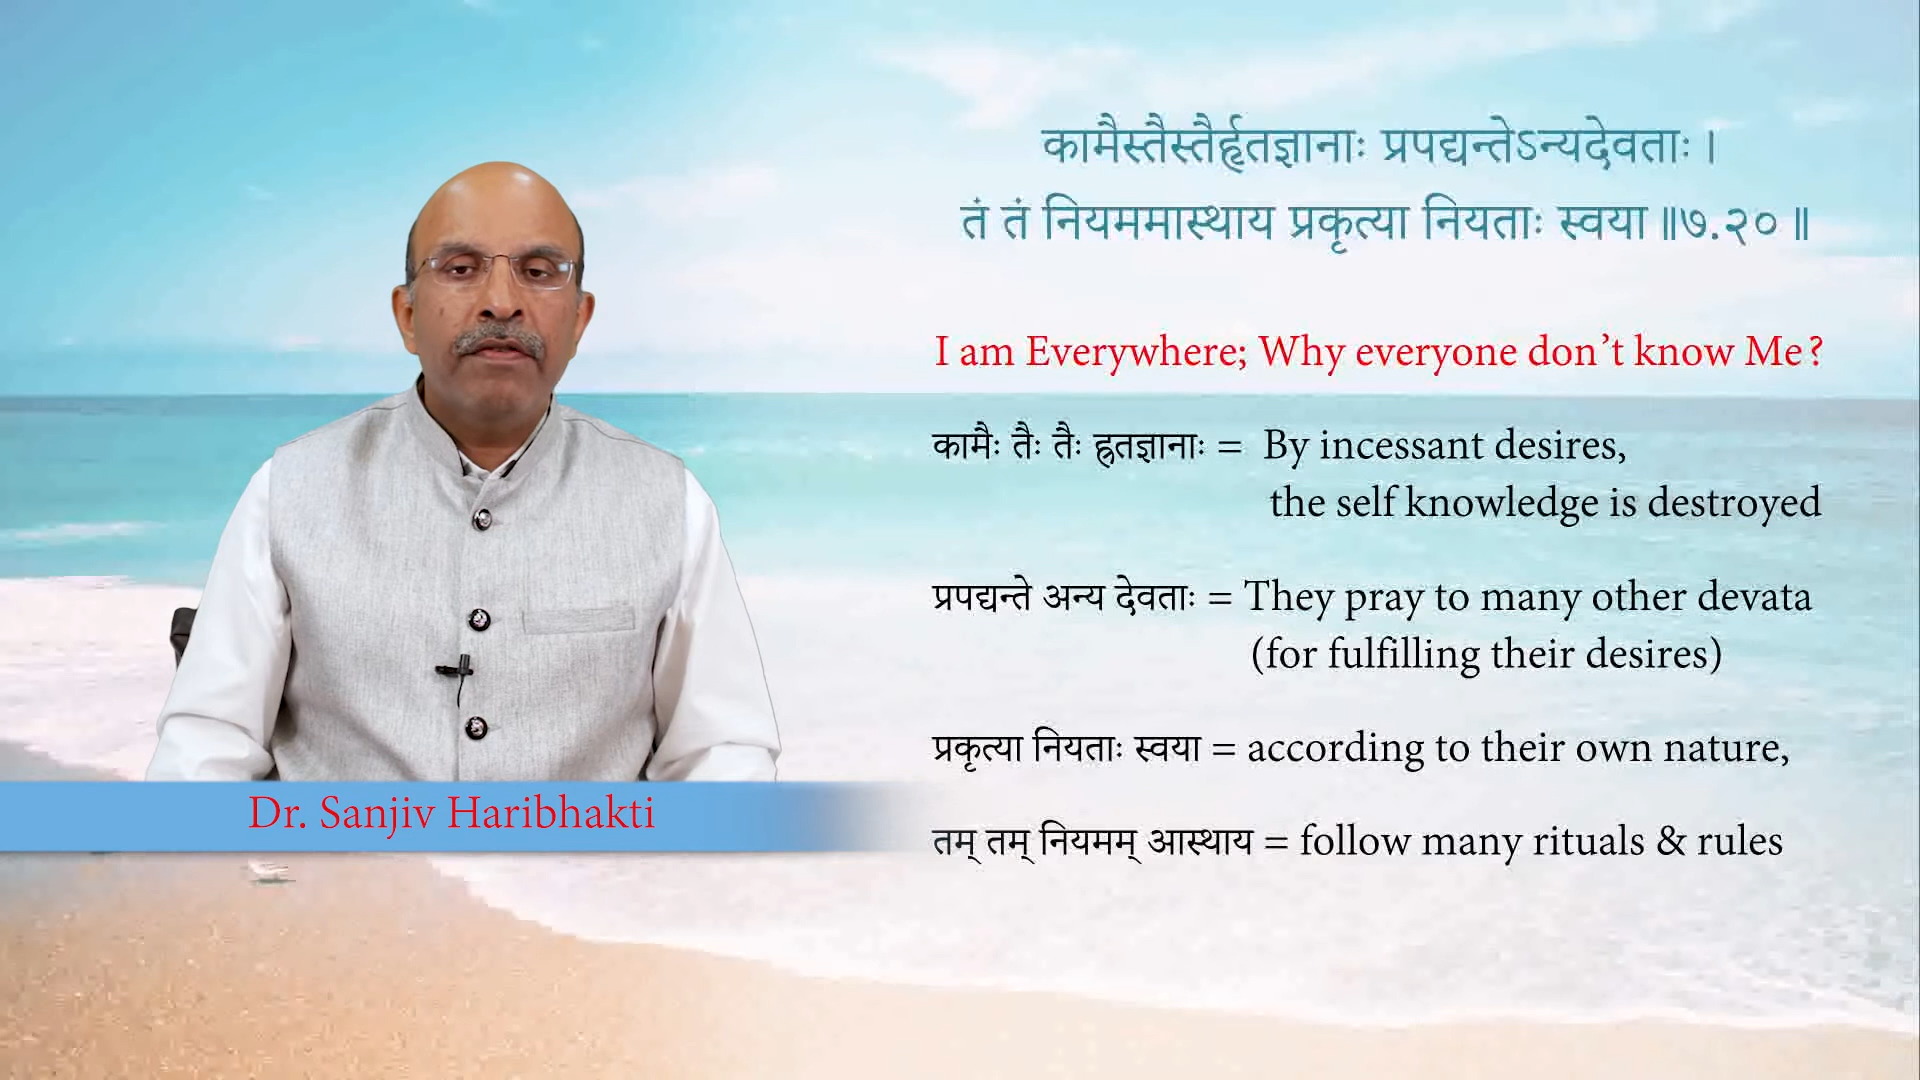 कामैस्तैस्तैर्हृतज्ञानाः प्रपद्यन्तेऽन्यदेवताः ।
तं तं नियममास्थाय प्रकृत्या नियताः स्वया ॥७.२० ॥
I am Everywhere; Why everyone don’t know Me?
कामैः तैः तैः ह्रतज्ञानाः = By incessant desires,
the self knowledge is destroyed
प्रपद्यन्ते अन्य देवताः = They pray to many other devata
(for fulfilling their desires)
प्रकृत्या नियताः स्वया = according to their own nature,
तम् तम् नियमम् आस्थाय = follow many rituals & rules
Dr. Sanjiv Haribhakti